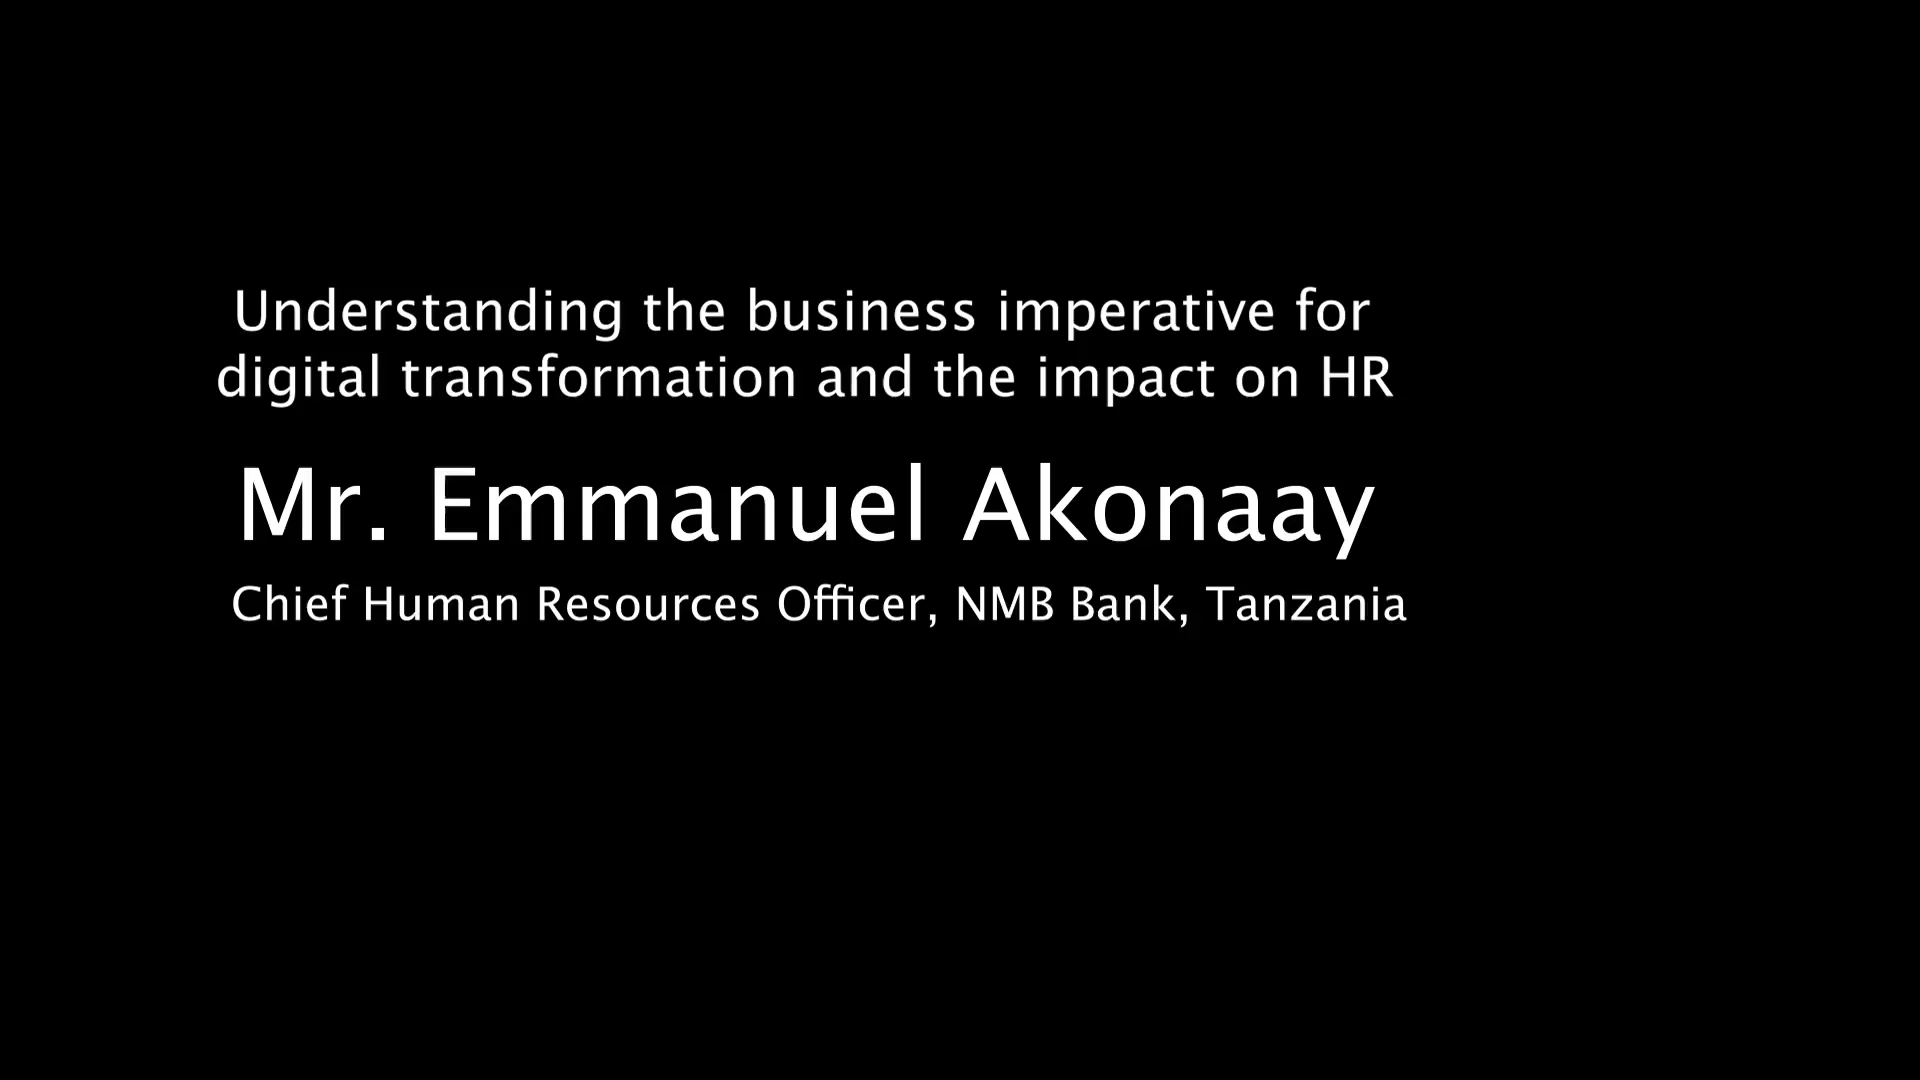 Understanding the business imperative for
digital transformation and the impact on HR
Mr. Emmanuel Akonaay
Chief Human Resources Officer, NMB Bank, Tanzania